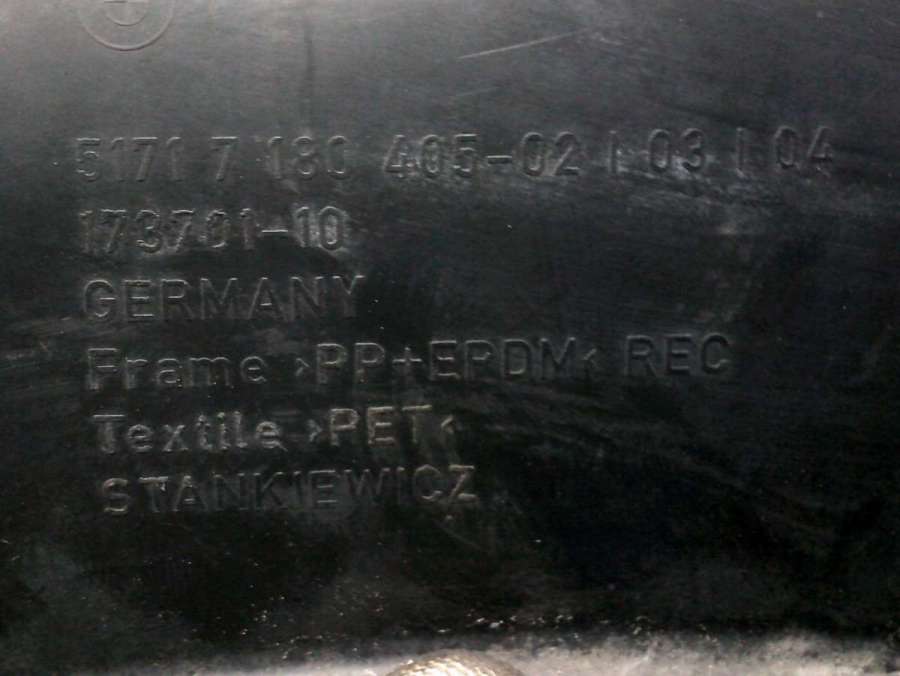 5171 7 180 405-02 | 03 | 04
173701-10
GERMANY
Frame >PP+EPDM< REC
Textile >PET<
STANKIEWICZ